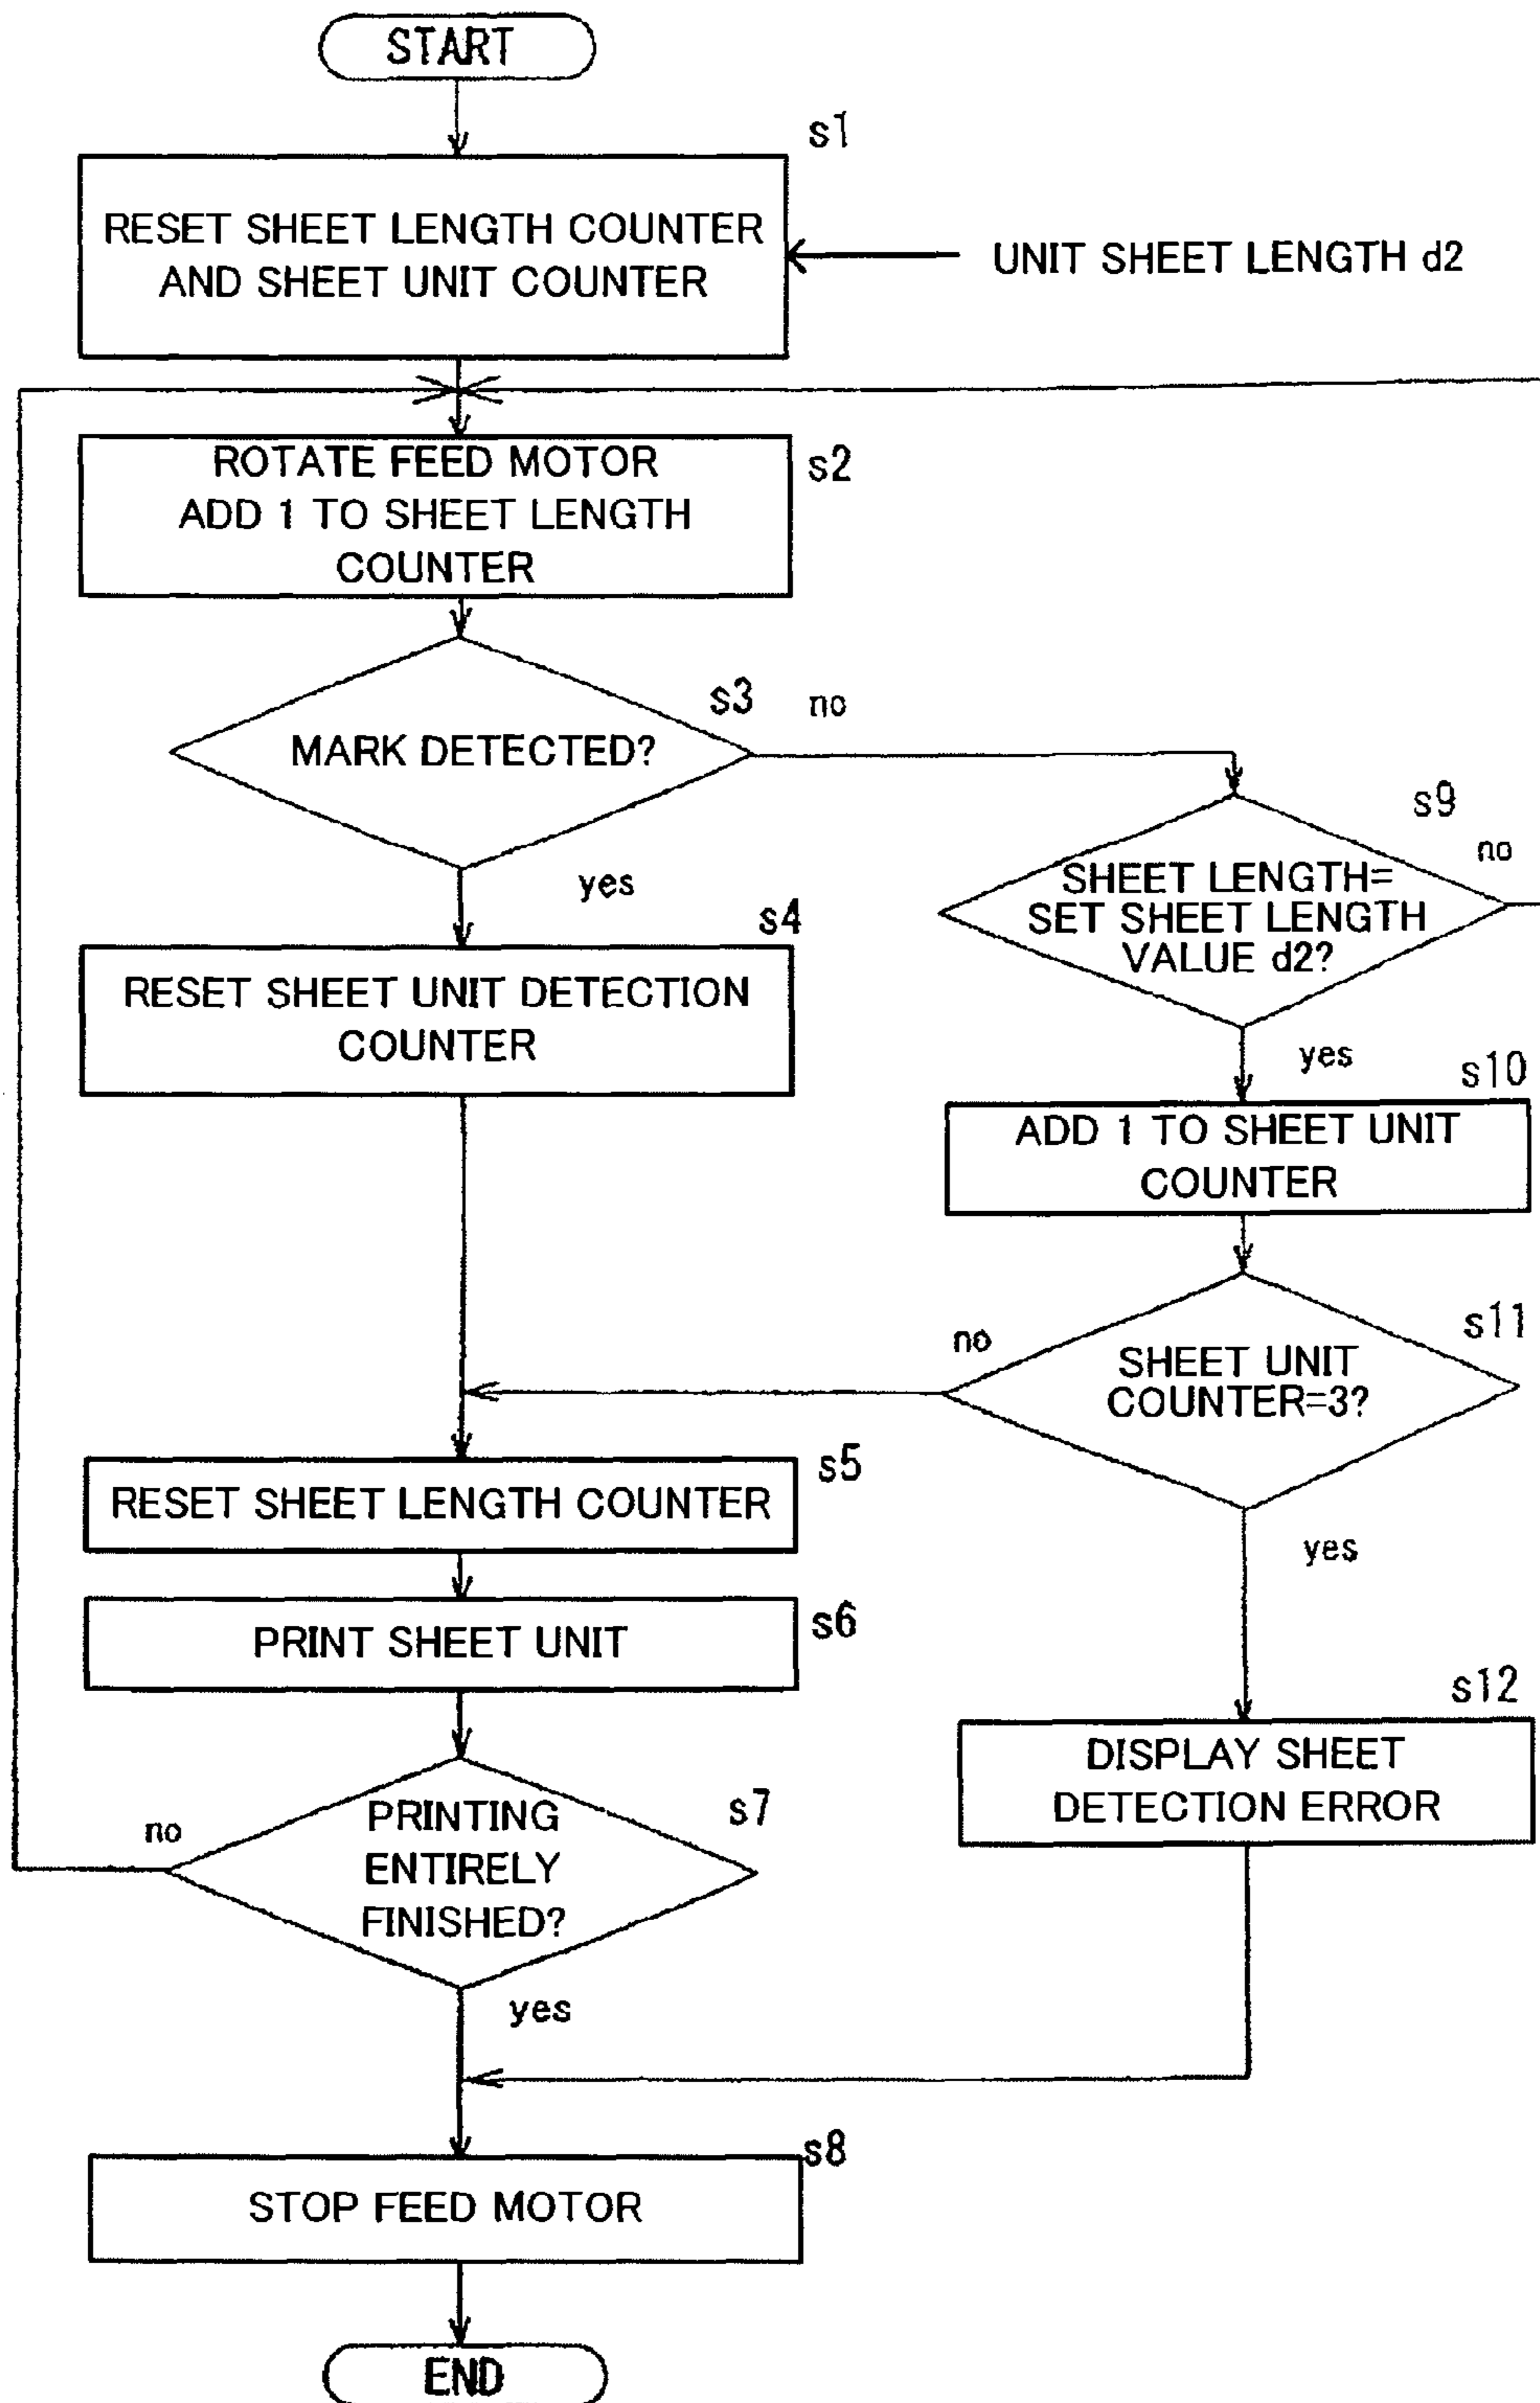 START
s1
RESET SHEET LENGTH COUNTER
AND SHEET UNIT COUNTER
UNIT SHEET LENGTH d2
ROTATE FEED MOTOR
ADD 1 TO SHEET LENGTH
COUNTER
s2
s3
no
MARK DETECTED?
yes
s9
no
SHEET LENGTH=
SET SHEET LENGTH
VALUE d2?
yes
s4
RESET SHEET UNIT DETECTION
COUNTER
s10
ADD 1 TO SHEET UNIT
COUNTER
s11
no
SHEET UNIT
COUNTER=3?
yes
s5
RESET SHEET LENGTH COUNTER
s6
PRINT SHEET UNIT
s7
no
PRINTING
ENTIRELY
FINISHED?
yes
s12
DISPLAY SHEET
DETECTION ERROR
s8
STOP FEED MOTOR
END